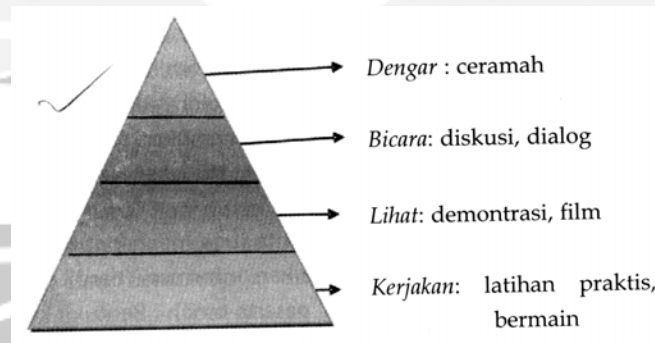 Dengar : ceramah
Bicara: diskusi, dialog
Lihat: demontrasi, film
Kerjakan: latihan praktis,
bermain